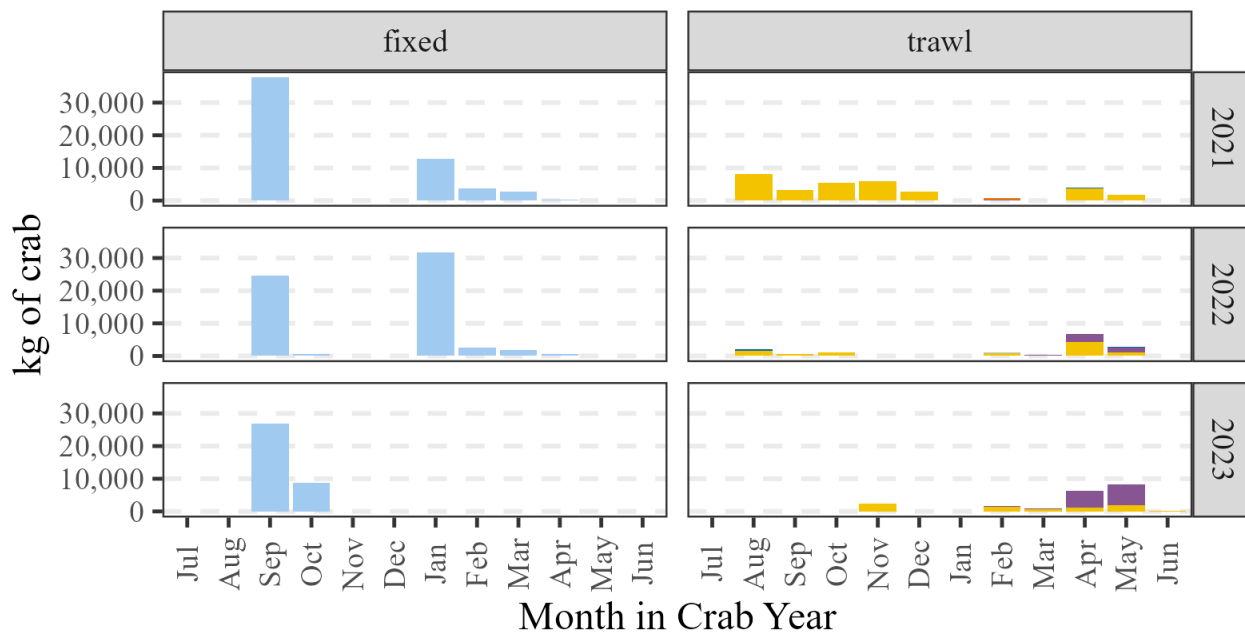 fixed
trawl
kg of crab
30,000
20,000
10,000
0
2021
30,000
20,000
10,000
0
2022
30,000
20,000
10,000
0
2023
Jul Aug Sep Oct Nov Dec Jan Feb Mar Apr May Jun
Jul Aug Sep Oct Nov Dec Jan Feb Mar Apr May Jun
Month in Crab Year